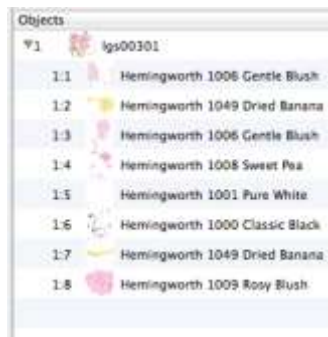 Objects
1 lgs00301
1:1 Hemingworth 1006 Gentle Blush
1:2 Hemingworth 1049 Dried Banana
1:3 Hemingworth 1006 Gentle Blush
1:4 Hemingworth 1008 Sweet Pea
1:5 Hemingworth 1001 Pure White
1:6 Hemingworth 1000 Classic Black
1:7 Hemingworth 1049 Dried Banana
1:8 Hemingworth 1009 Rosy Blush